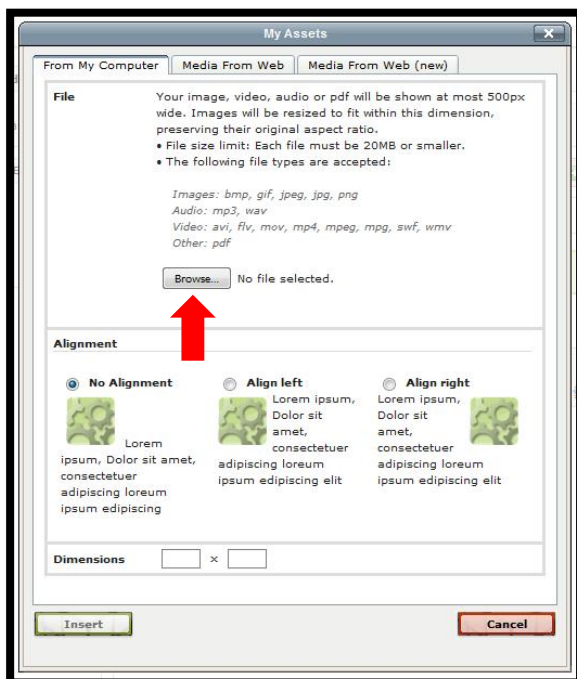 My Assets
X
From My Computer
Media From Web
Media From Web (new)
File
Your image, video, audio or pdf will be shown at most 500px
wide. Images will be resized to fit within this dimension,
preserving their original aspect ratio.
• File size limit: Each file must be 20MB or smaller.
• The following file types are accepted:
Images: bmp, gif, jpeg, jpg, png
Audio: mp3, wav
Video: avi, flv, mov, mp4, mpeg, mpg, swf, wmv
Other: pdf
Browse... No file selected.
Alignment
No Alignment
Lorem
ipsum, Dolor sit amet,
consectetuer
adipiscing loreum
ipsum edipiscing
Align left
Lorem ipsum,
Dolor sit
amet,
consectetuer
adipiscing loreum
ipsum edipiscing elit
Align right
Lorem ipsum,
Dolor sit
amet,
consectetuer
adipiscing loreum
ipsum edipiscing elit
Dimensions x
Insert
Cancel